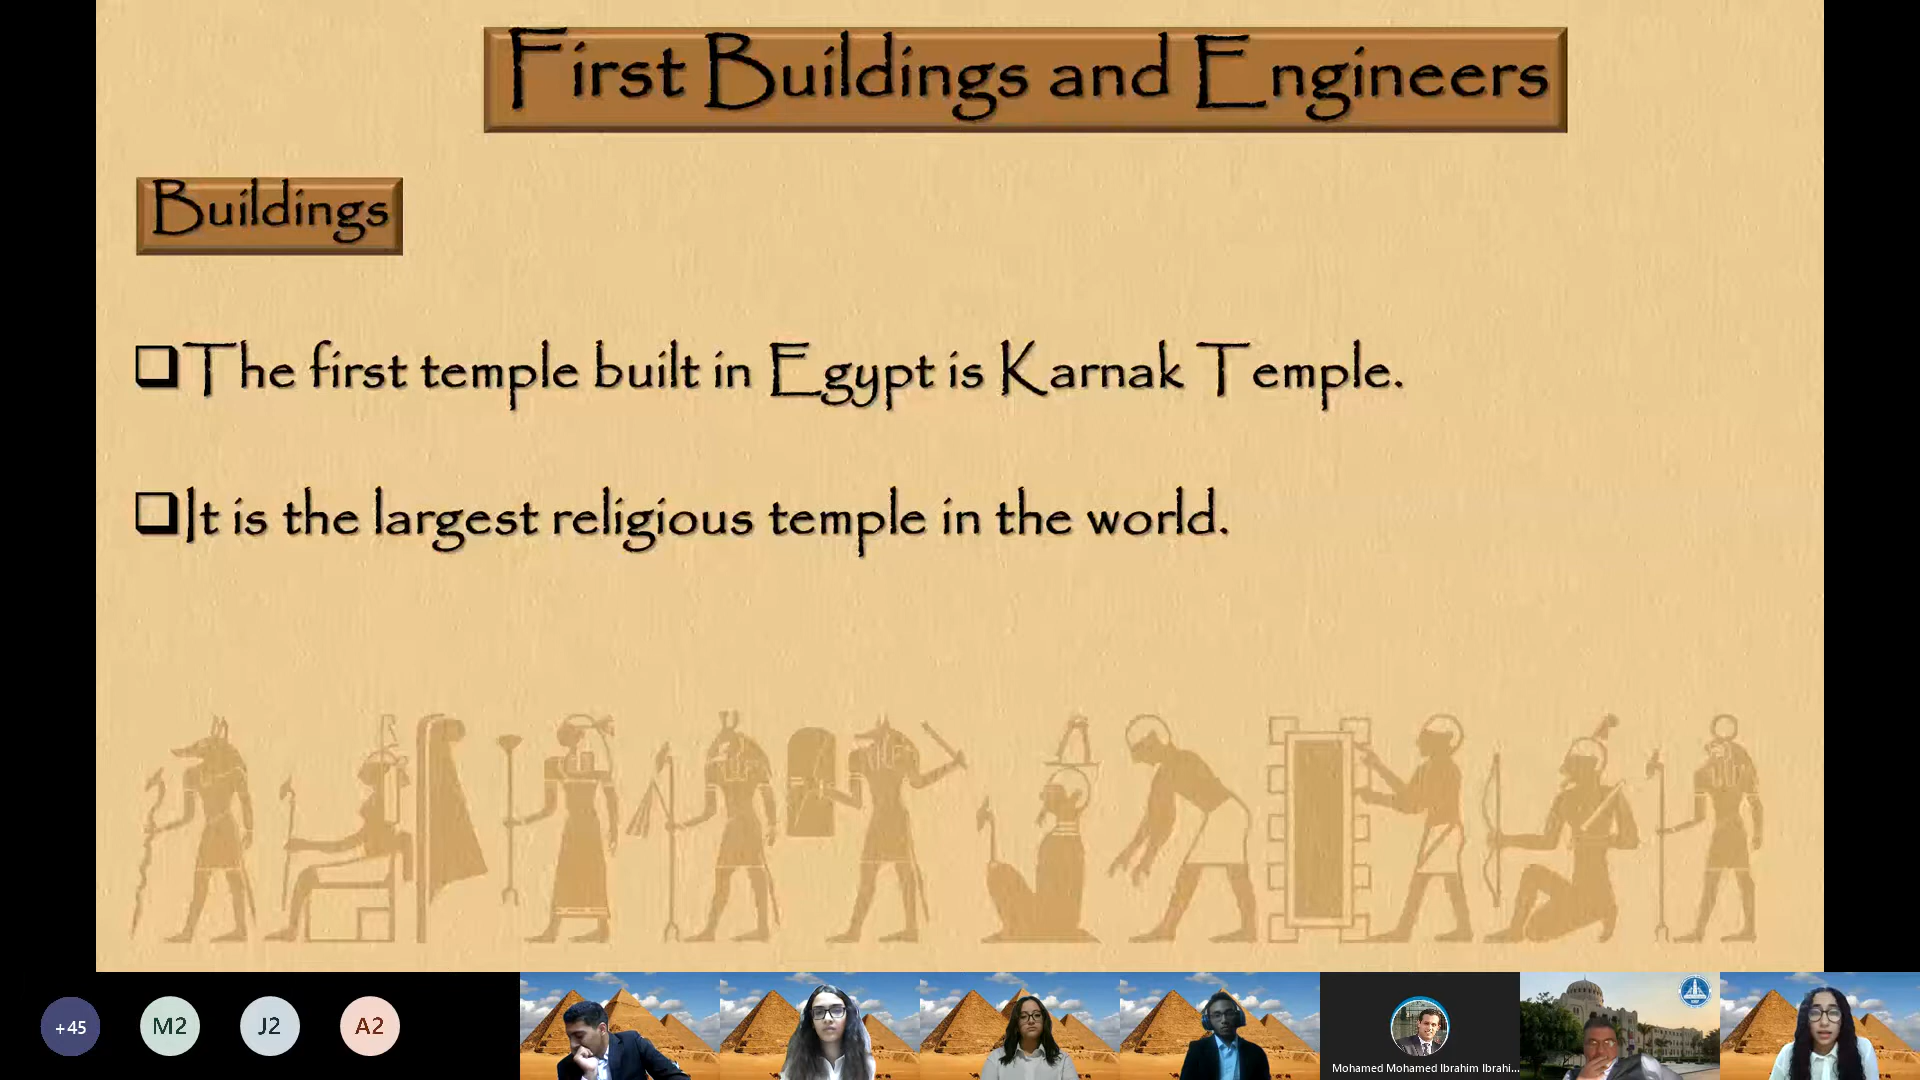 First Buildings and Engineers
Buildings
The first temple built in Egypt is Karnak Temple.
It is the largest religious temple in the world.
+45
M2
J2
A2
Mohamed Mohamed Ibrahim Ibrahi...